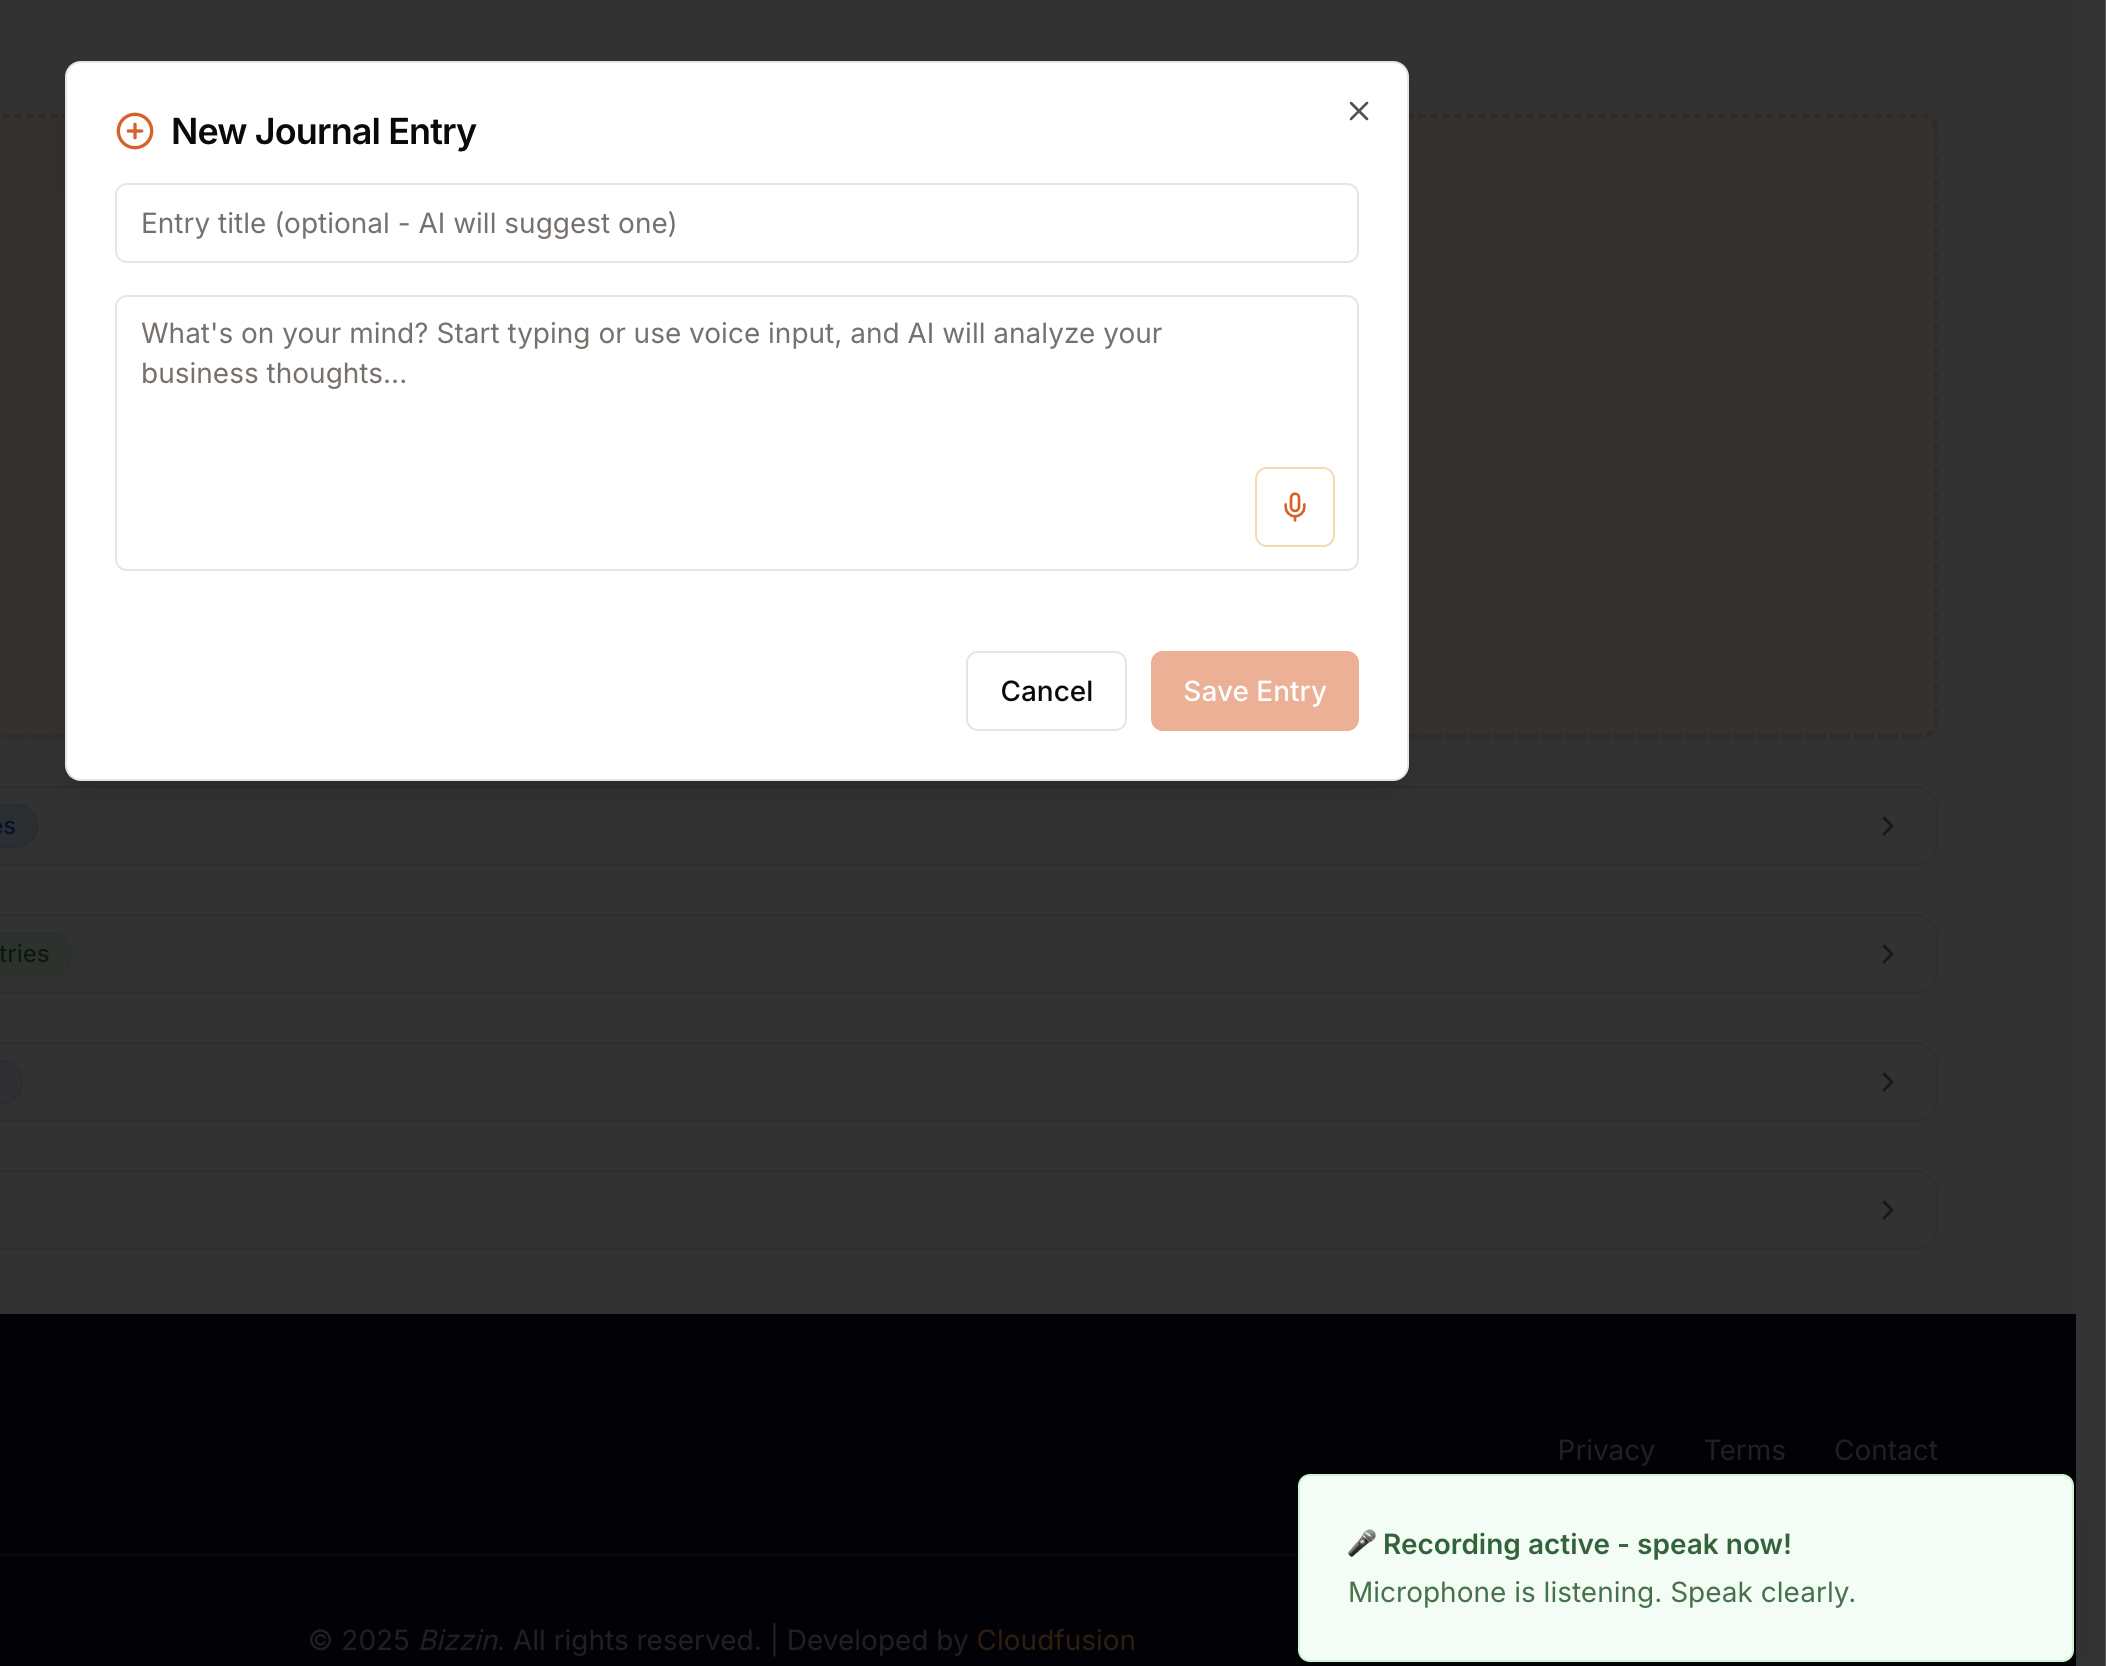 New Journal Entry
Entry title (optional - AI will suggest one)
What's on your mind? Start typing or use voice input, and AI will analyze your
business thoughts...
Cancel
Save Entry
es
tries
Privacy
Terms
Contact
🎤 Recording active - speak now!
Microphone is listening. Speak clearly.
© 2025 Bizzin. All rights reserved. | Developed by Cloudfusion